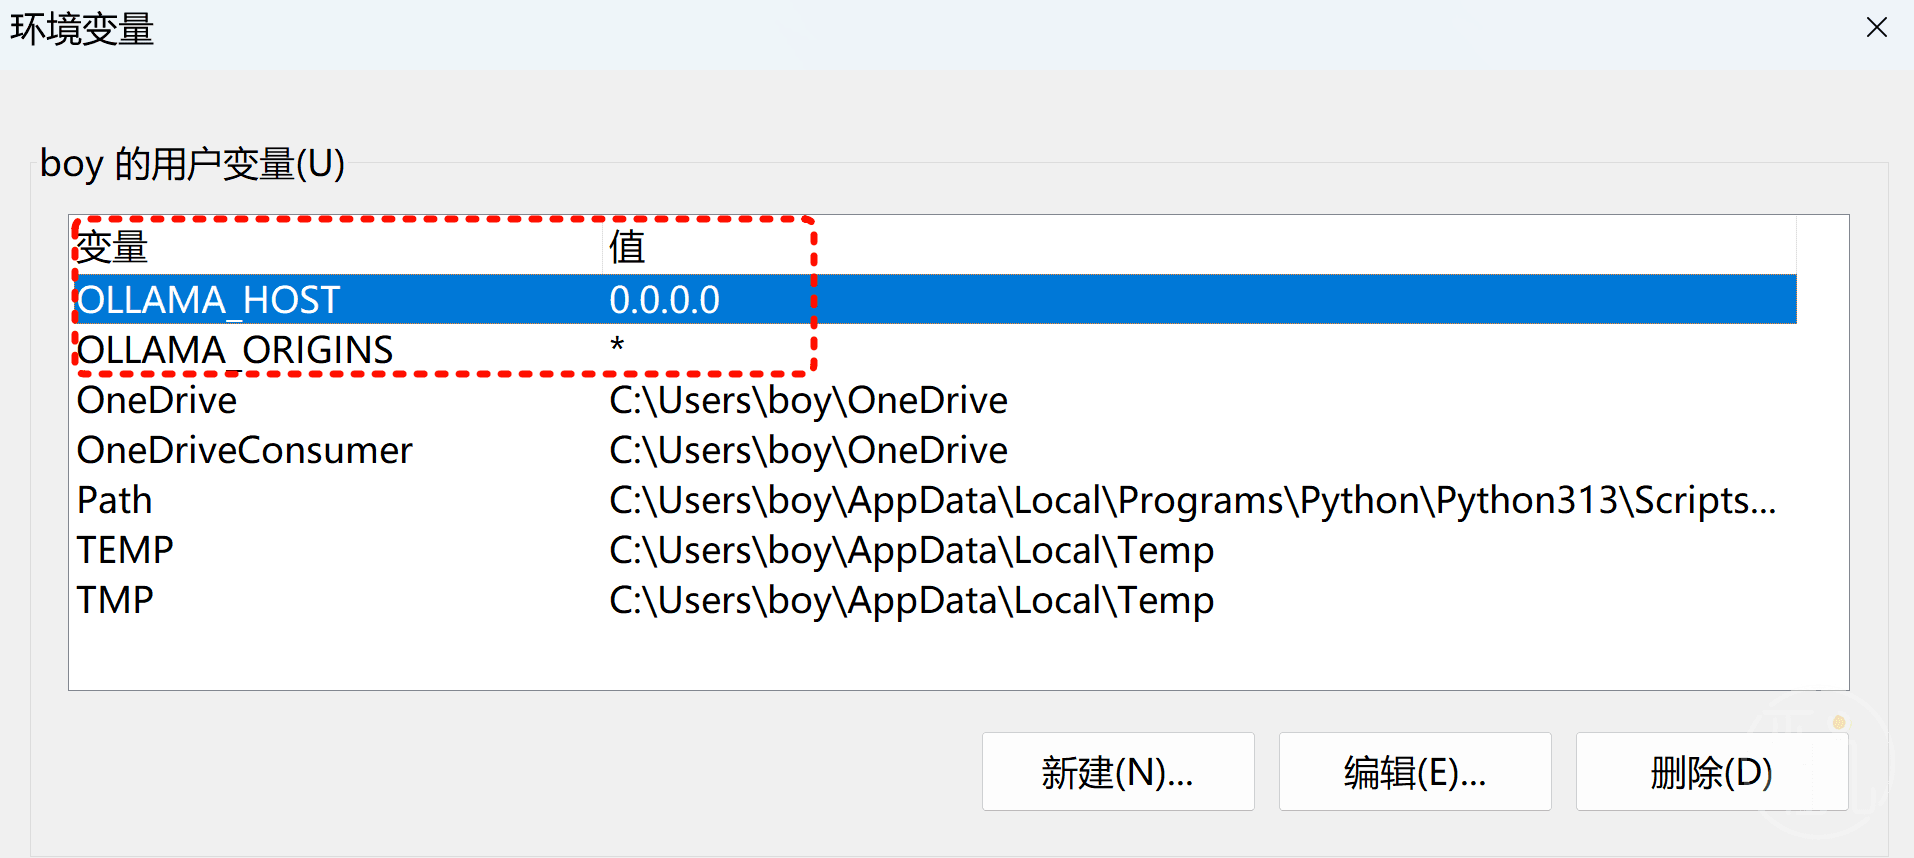 环境变量
boy 的用户变量(U)
变量 值
OLLAMA_HOST 0.0.0.0
OLLAMA_ORIGINS *
OneDrive C:\Users\boy\OneDrive
OneDriveConsumer C:\Users\boy\OneDrive
Path C:\Users\boy\AppData\Local\Programs\Python\Python313\Scripts...
TEMP C:\Users\boy\AppData\Local\Temp
TMP C:\Users\boy\AppData\Local\Temp
新建(N)... 编辑(E)... 删除(D)